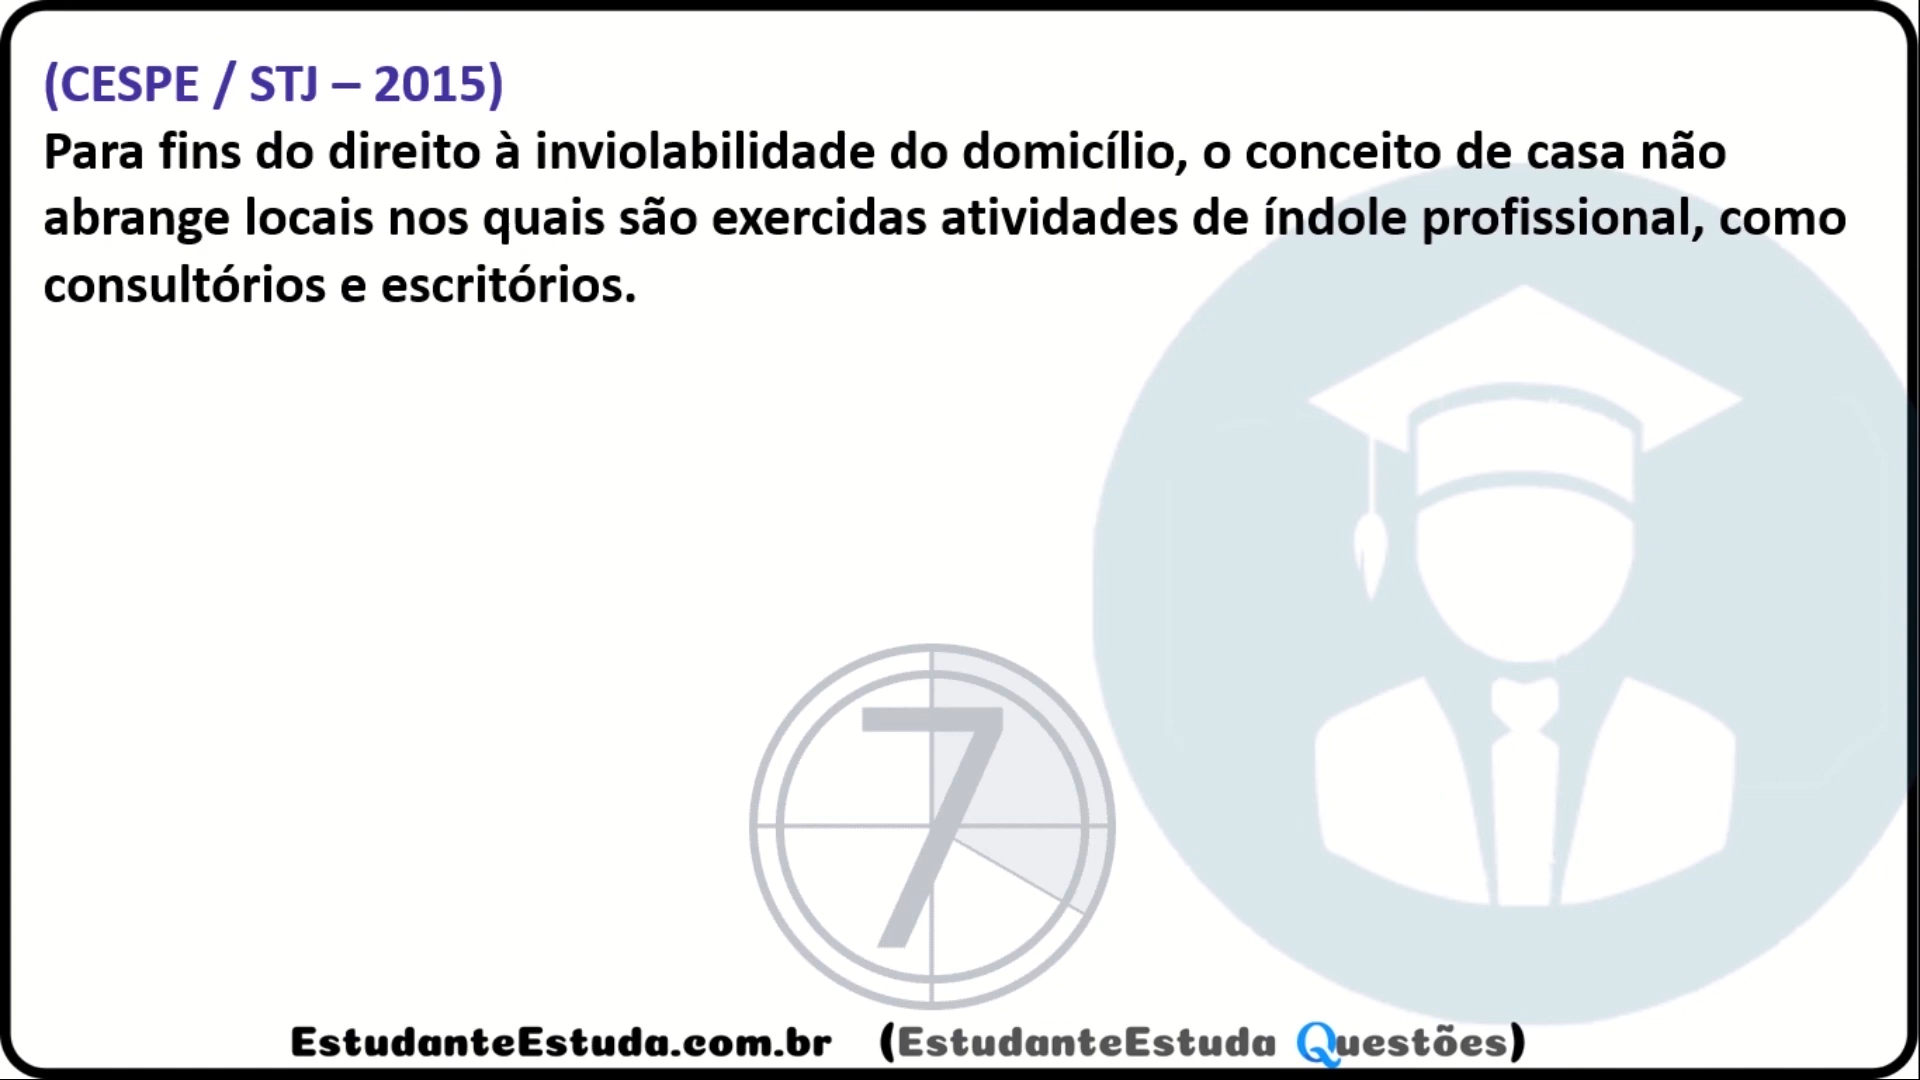 (CESPE / STJ – 2015)
Para fins do direito à inviolabilidade do domicílio, o conceito de casa não
abrange locais nos quais são exercidas atividades de índole profissional, como
consultórios e escritórios.
7
EstudanteEstuda.com.br (EstudanteEstuda Questões)